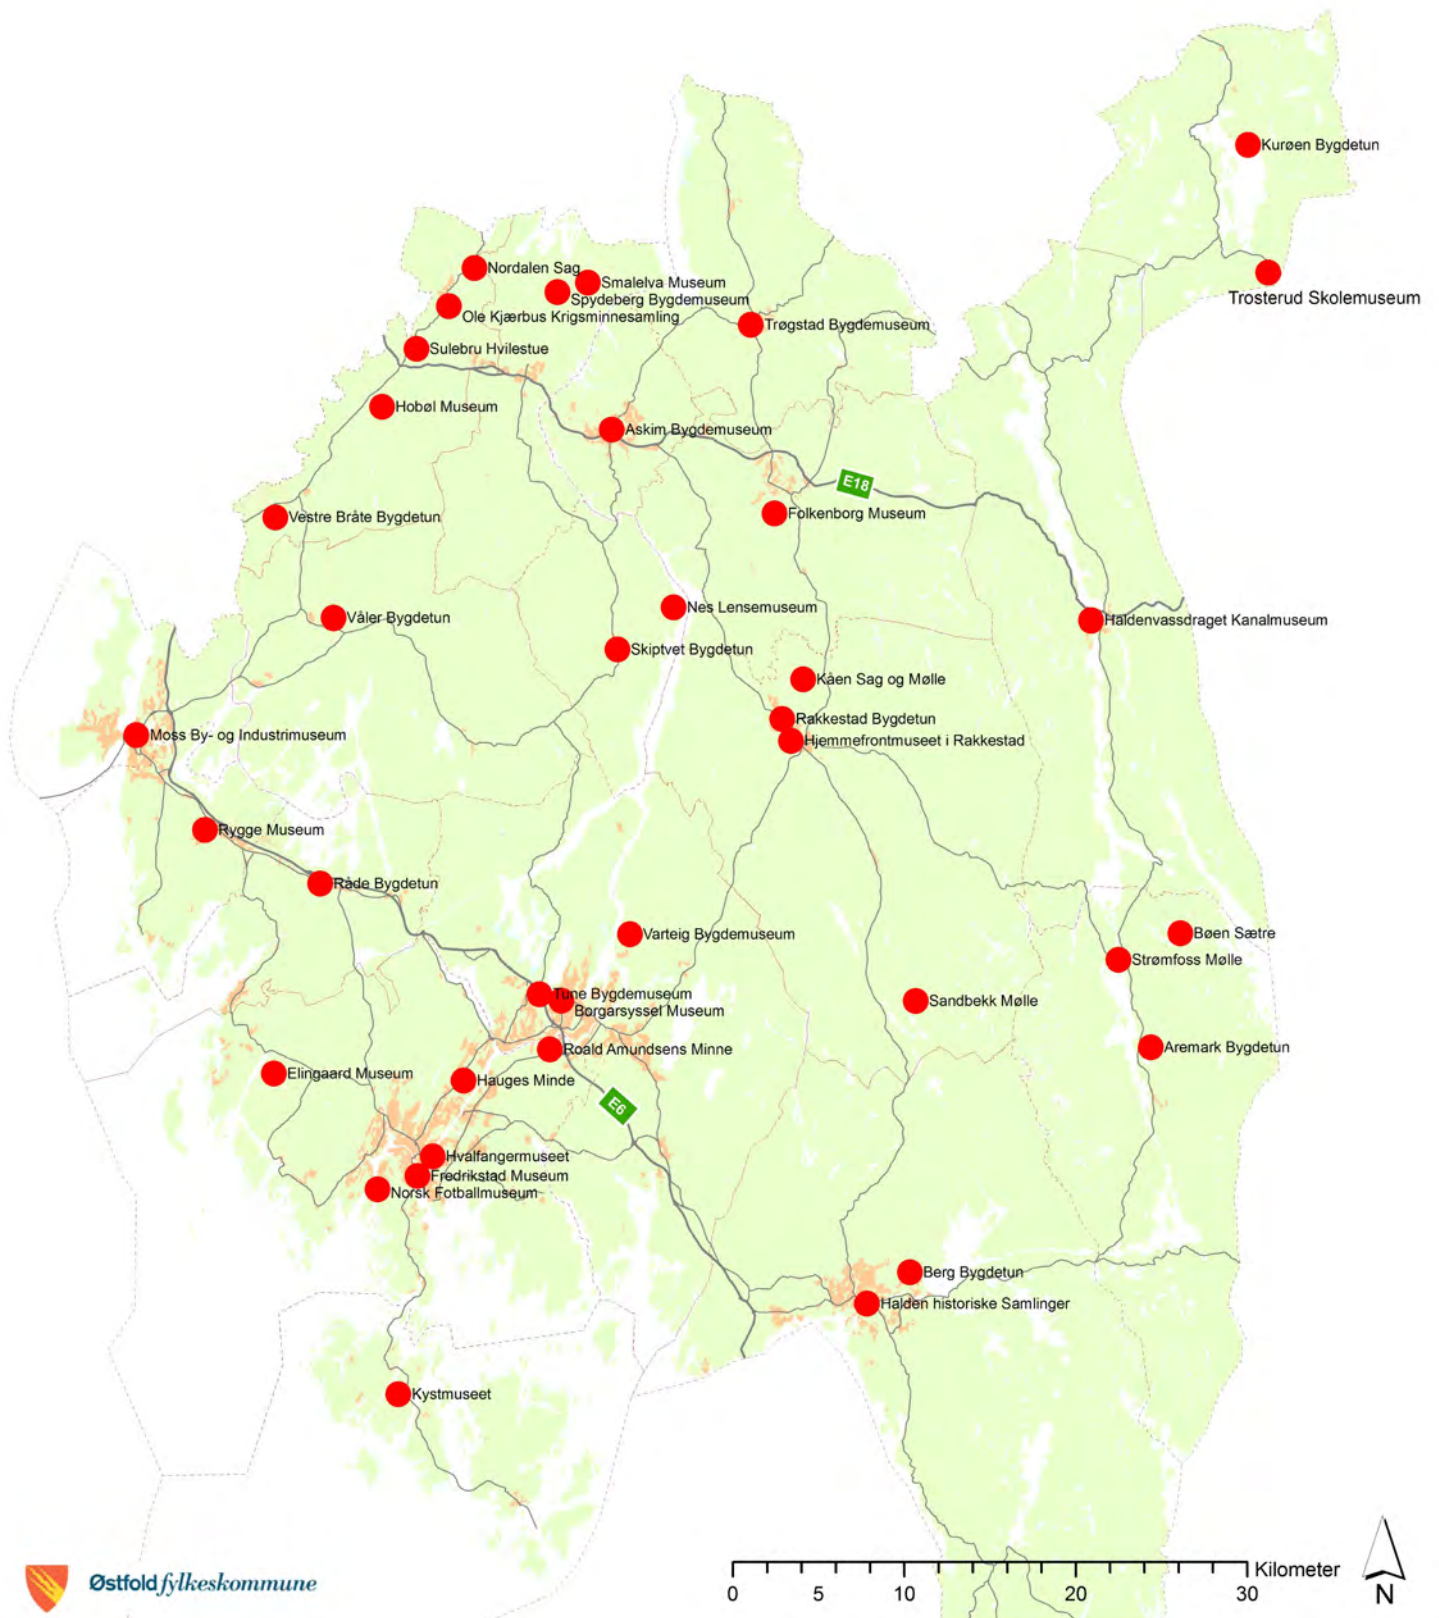 Kurøen Bygdetun
Nordalen Sag
Trosterud Skolemuseum
Smalelva Museum
Spydeberg Bygdemuseum
Ole Kjærbus Krigsminnesamling
Trøgstad Bygdemuseum
Sulebru Hvilestue
Hobøl Museum
Askim Bygdemuseum
E18
Folkenborg Museum
Vestre Bråte Bygdetun
Nes Lensemuseum
Våler Bygdetun
Haldenvassdraget Kanalmuseum
Skiptvet Bygdetun
Kåen Sag og Mølle
Rakkestad Bygdetun
Moss By- og Industrimuseum
Hjemmefrontmuseet i Rakkestad
Rygge Museum
Råde Bygdetun
Varteig Bygdemuseum
Bøen Sætre
Strømfoss Mølle
Tune Bygdemuseum
Sandbekk Mølle
Borgarsyssel Museum
Roald Amundsens Minne
Aremark Bygdetun
Elingaard Museum
Hauges Minde
E6
Hvalfangermuseet
Fredrikstad Museum
Norsk Fotballmuseum
Berg Bygdetun
Halden historiske Samlinger
Kystmuseet
Kilometer
0 5 10 20 30
N
Østfold fylkeskommune